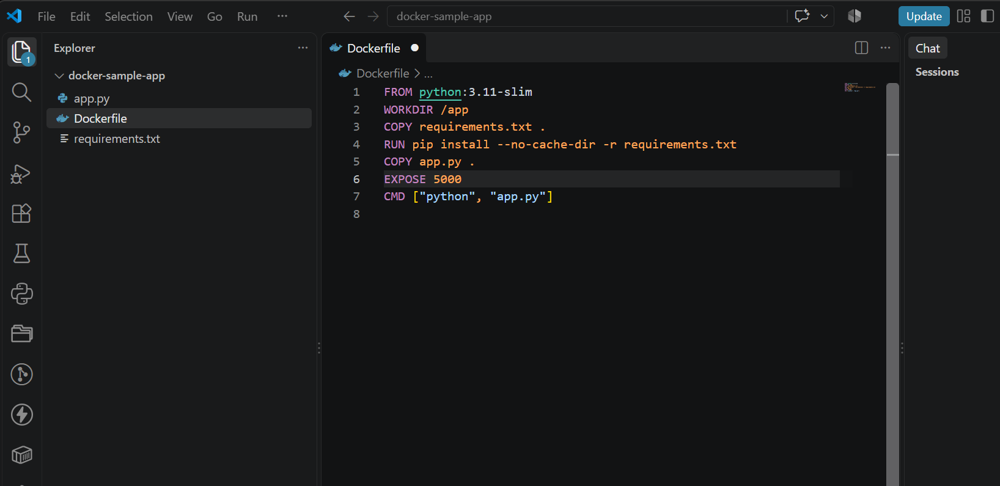 File Edit Selection View Go Run ... docker-sample-app Update
Explorer ...
docker-sample-app
app.py
Dockerfile
requirements.txt
1
Dockerfile
Dockerfile > ...
1 FROM python:3.11-slim
2 WORKDIR /app
3 COPY requirements.txt .
4 RUN pip install --no-cache-dir -r requirements.txt
5 COPY app.py .
6 EXPOSE 5000
7 CMD ["python", "app.py"]
8
Chat
Sessions